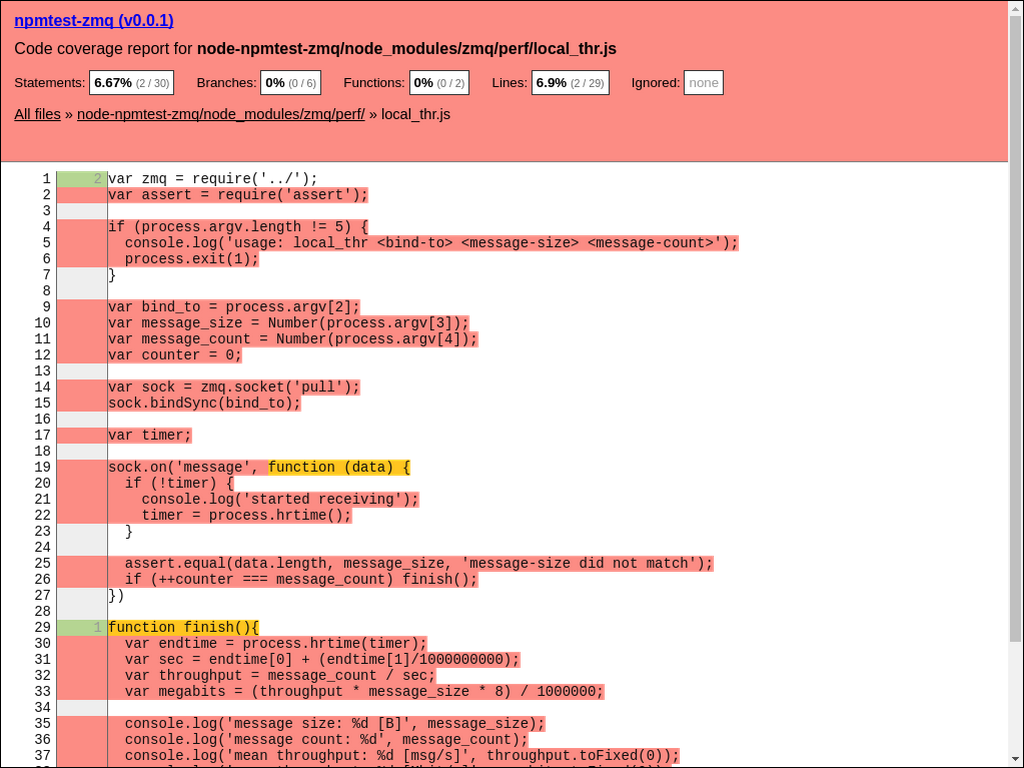 npmtest-zmq (v0.0.1)
Code coverage report for node-npmtest-zmq/node_modules/zmq/perf/local_thr.js
Statements: 6.67% (2 / 30) Branches: 0% (0 / 6) Functions: 0% (0 / 2) Lines: 6.9% (2 / 29) Ignored: none
All files » node-npmtest-zmq/node_modules/zmq/perf/ » local_thr.js
1 2 var zmq = require('../');
2 var assert = require('assert');
3
4 if (process.argv.length != 5) {
5   console.log('usage: local_thr <bind-to> <message-size> <message-count>');
6   process.exit(1);
7 }
8
9 var bind_to = process.argv[2];
10 var message_size = Number(process.argv[3]);
11 var message_count = Number(process.argv[4]);
12 var counter = 0;
13
14 var sock = zmq.socket('pull');
15 sock.bindSync(bind_to);
16
17 var timer;
18
19 sock.on('message', function (data) {
20   if (!timer) {
21     console.log('started receiving');
22     timer = process.hrtime();
23   }
24
25   assert.equal(data.length, message_size, 'message-size did not match');
26   if (++counter === message_count) finish();
27 })
28
29 1 function finish(){
30   var endtime = process.hrtime(timer);
31   var sec = endtime[0] + (endtime[1]/1000000000);
32   var throughput = message_count / sec;
33   var megabits = (throughput * message_size * 8) / 1000000;
34
35   console.log('message size: %d [B]', message_size);
36   console.log('message count: %d', message_count);
37   console.log('mean throughput: %d [msg/s]', throughput.toFixed(0));